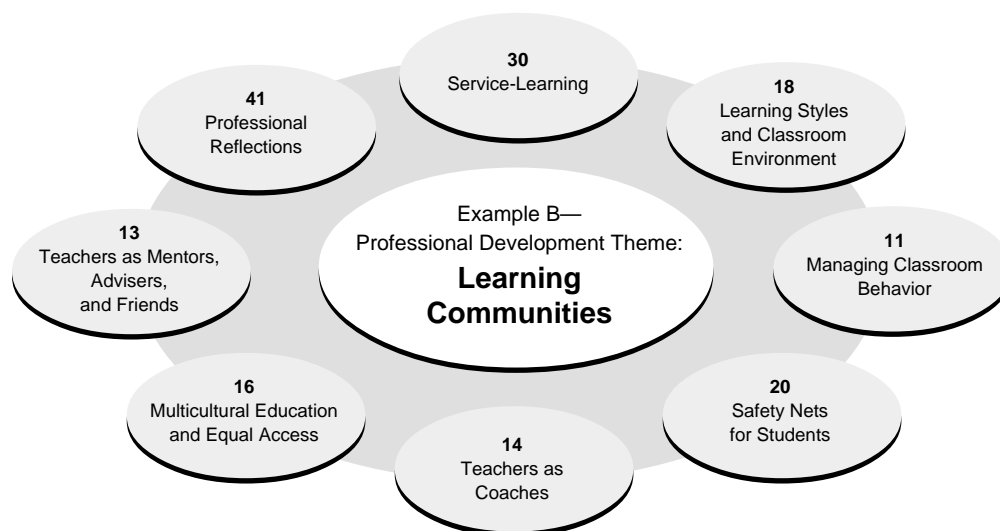 30
Service-Learning
41
Professional
Reflections
18
Learning Styles
and Classroom
Environment
Example B—
Professional Development Theme:
Learning
Communities
13
Teachers as Mentors,
Advisers,
and Friends
11
Managing Classroom
Behavior
16
Multicultural Education
and Equal Access
20
Safety Nets
for Students
14
Teachers as
Coaches